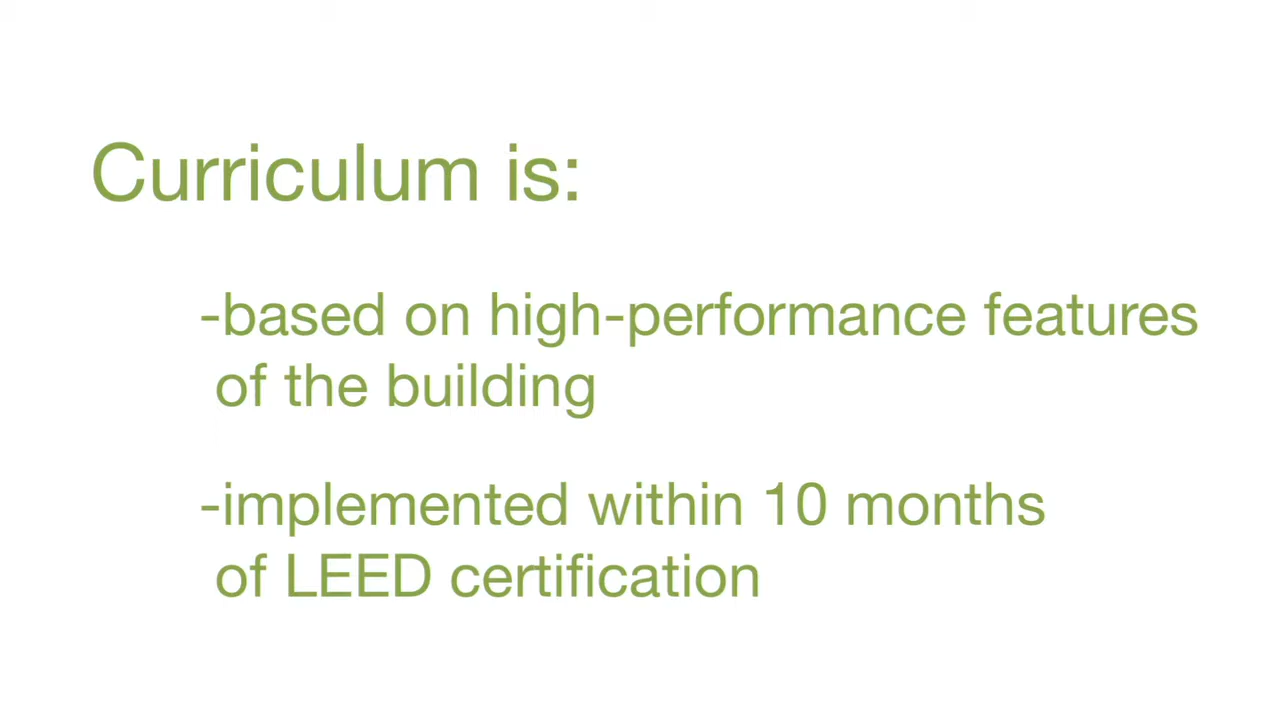 Curriculum is:
-based on high-performance features
of the building
-implemented within 10 months
of LEED certification